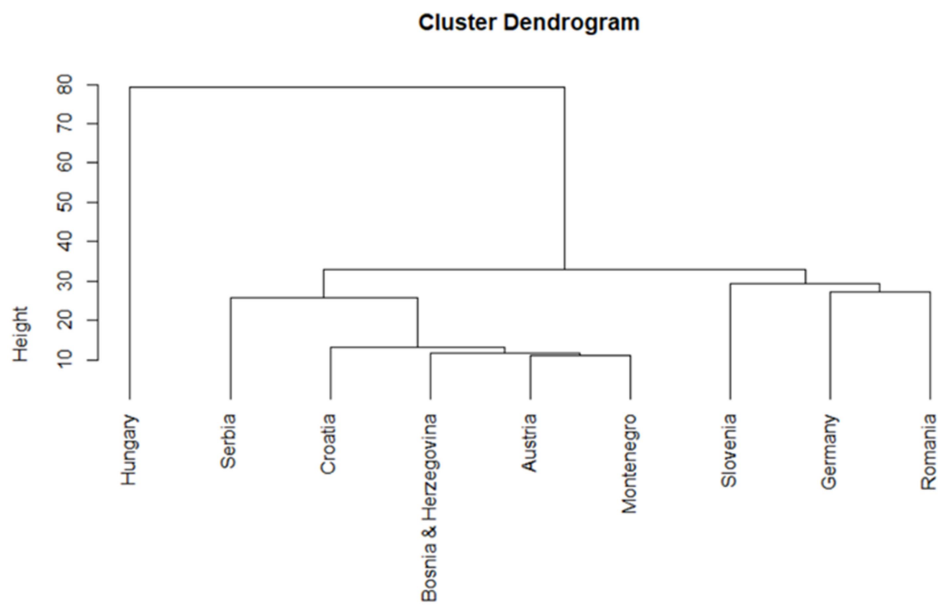 Cluster Dendrogram
Height
80
70
60
50
40
30
20
10
Hungary
Serbia
Croatia
Bosnia & Herzegovina
Austria
Montenegro
Slovenia
Germany
Romania